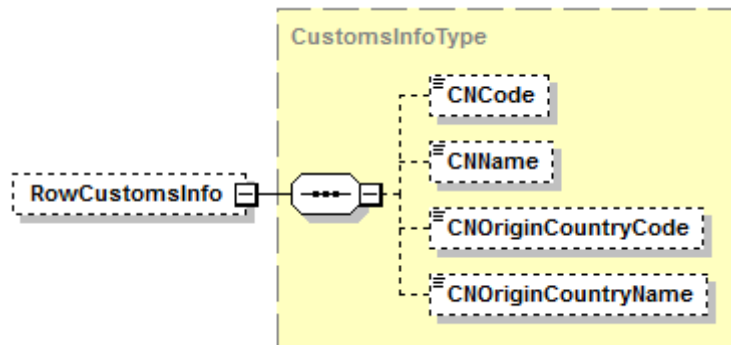 CustomsInfoType
CNCode
CNName
RowCustomsInfo
CNOriginCountryCode
CNOriginCountryName